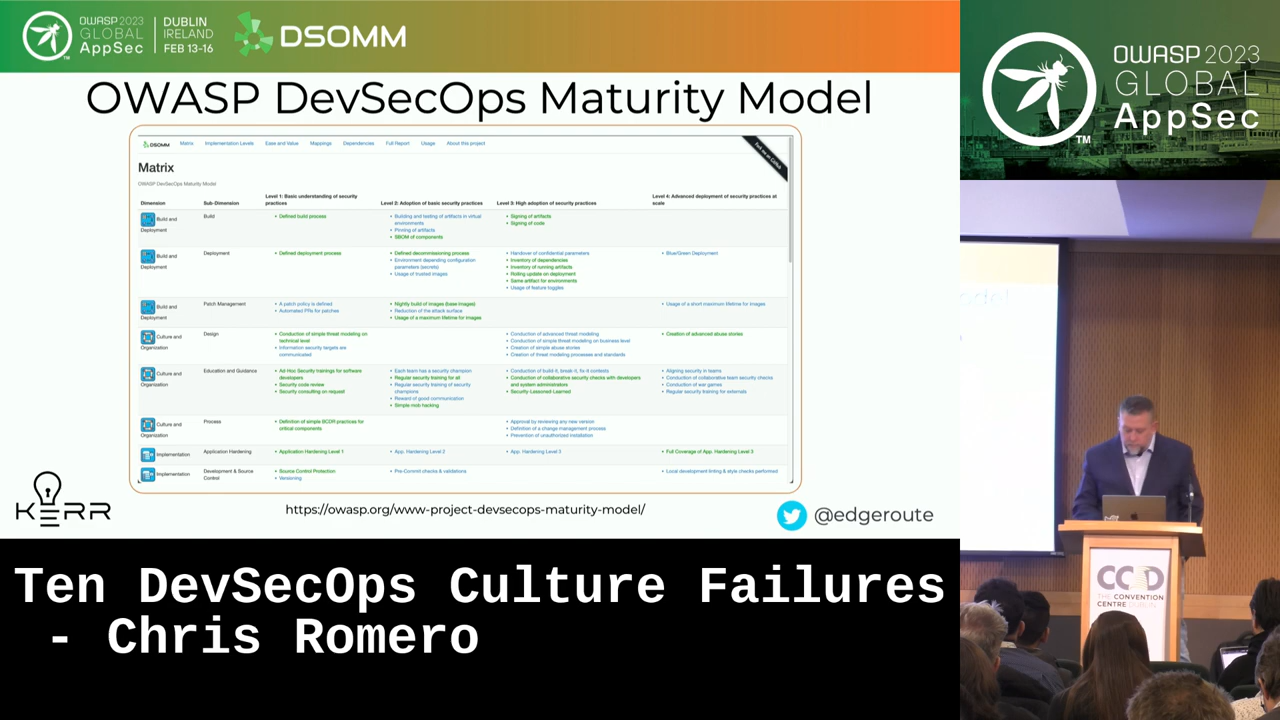 OWASP 2023
GLOBAL
AppSec
DUBLIN
IRELAND
FEB 13-16
DSOMM
OWASP DevSecOps Maturity Model
DSOMM
Matrix
Implementation Levels
Ease and Value
Mappings
Dependencies
Full Report
Usage
About this project
Fork me on GitHub
Matrix
OWASP DevSecOps Maturity Model
Dimension
Sub-Dimension
Level 1: Basic understanding of security
practices
Level 2: Adoption of basic security practices
Level 3: High adoption of security practices
Level 4: Advanced deployment of security practices at
scale
Build and
Deployment
Build
Defined build process
Building and testing of artifacts in virtual
environments
Pinning of artifacts
SBOM of components
Signing of artifacts
Signing of code
Build and
Deployment
Deployment
Defined deployment process
Defined decommissioning process
Environment depending configuration
parameters (secrets)
Usage of trusted images
Handover of confidential parameters
Inventory of dependencies
Inventory of running artifacts
Rolling update on deployment
Same artifact for environments
Usage of feature toggles
Blue/Green Deployment
Build and
Deployment
Patch Management
A patch policy is defined
Automated PRs for patches
Nightly build of images (base images)
Reduction of the attack surface
Usage of a maximum lifetime for images
Usage of a short maximum lifetime for images
Culture and
Organization
Design
Conduction of simple threat modeling on
technical level
Information security targets are
communicated
Conduction of advanced threat modeling
Conduction of simple threat modeling on business level
Creation of simple abuse stories
Creation of threat modeling processes and standards
Creation of advanced abuse stories
Culture and
Organization
Education and Guidance
Ad-Hoc Security trainings for software
developers
Security code review
Security consulting on request
Each team has a security champion
Regular security training for all
Regular security training of security
champions
Reward of good communication
Simple mob hacking
Conduction of build it, break it, fix it contests
Conduction of collaborative security checks with developers
and system administrators
Security-Lessoned-Learned
Aligning security in teams
Conduction of collaborative team security checks
Conduction of war games
Regular security training for externals
Culture and
Organization
Process
Definition of simple BCDR practices for
critical components
Approval by reviewing any new version
Definition of a change management process
Prevention of unauthorized installation
Implementation
Application Hardening
Application Hardening Level 1
App. Hardening Level 2
App. Hardening Level 3
Full Coverage of App. Hardening Level 3
Implementation
Development & Source
Control
Source Control Protection
Versioning
Pre-Commit checks & validations
Local development linting & style checks performed
KERR
https://owasp.org/www-project-devsecops-maturity-model/
@edgeroute
Ten DevSecOps Culture Failures
- Chris Romero
OWASP 2023
GLOBAL
AppSec
TM
THE CONVENTION
CENTRE DUBLIN